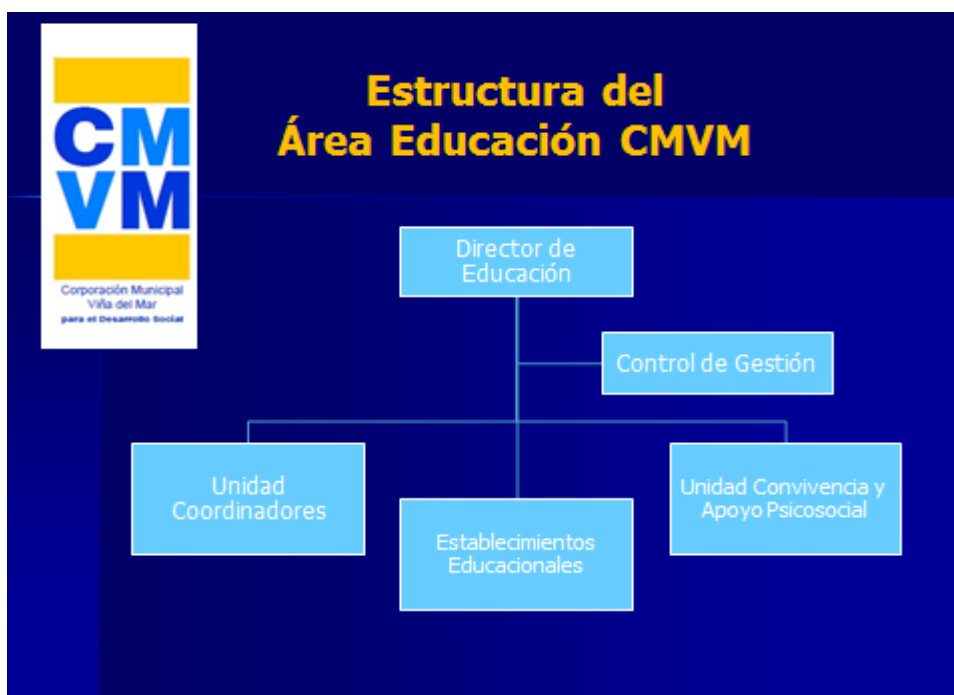 Estructura del
Área Educación CMVM
CM
VM
Corporación Municipal
Viña del Mar
para el Desarrollo Social
Director de
Educación
Control de Gestión
Unidad
Coordinadores
Establecimientos
Educacionales
Unidad Convivencia y
Apoyo Psicosocial